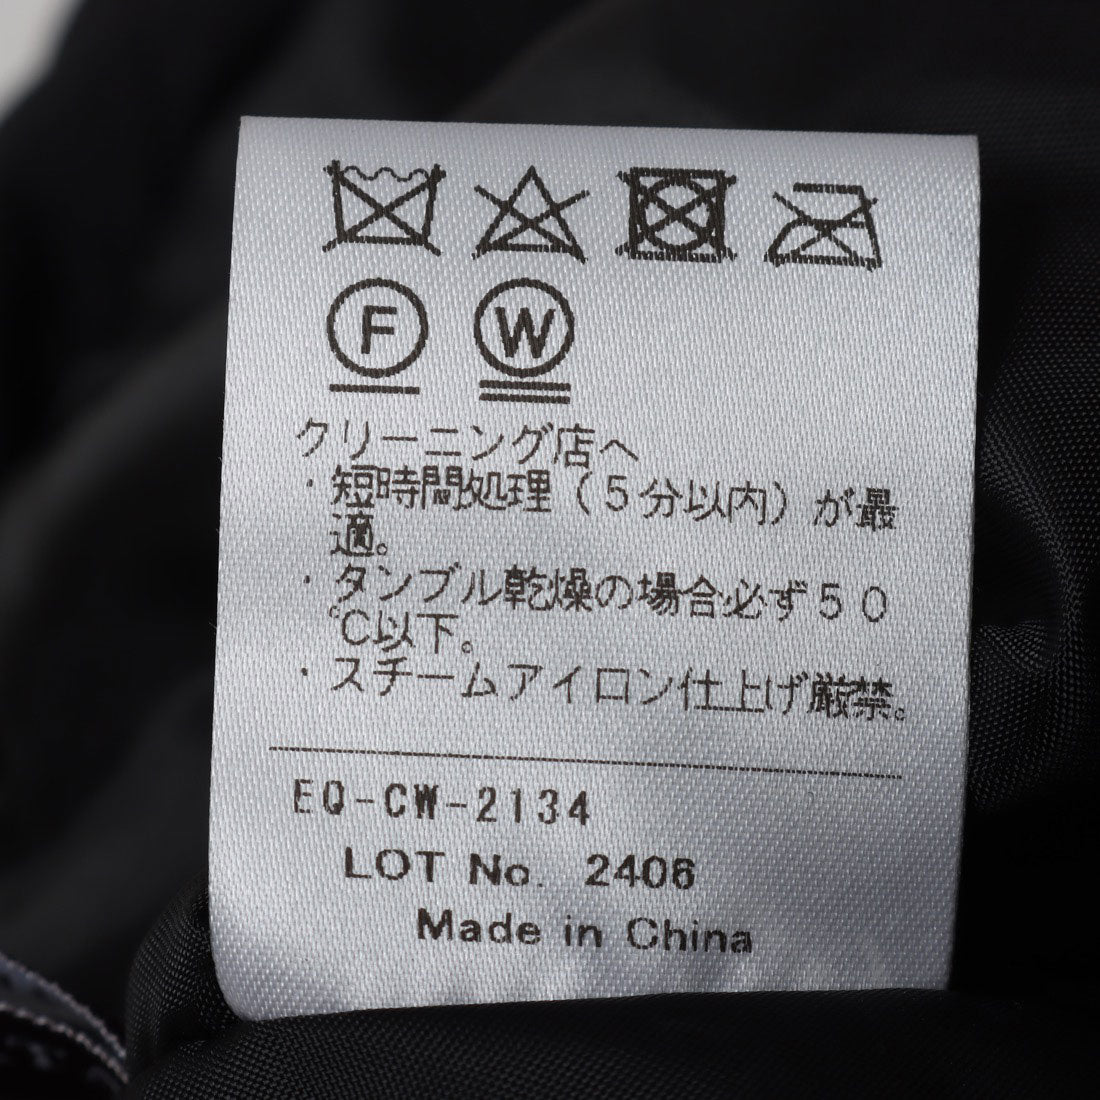 F W
クリーニング店へ
・短時間処理（5分以内）が最
適。
・タンブル乾燥の場合必ず50
℃以下。
・スチームアイロン仕上げ厳禁。
EQ-CW-2134
LOT No. 2406
Made in China